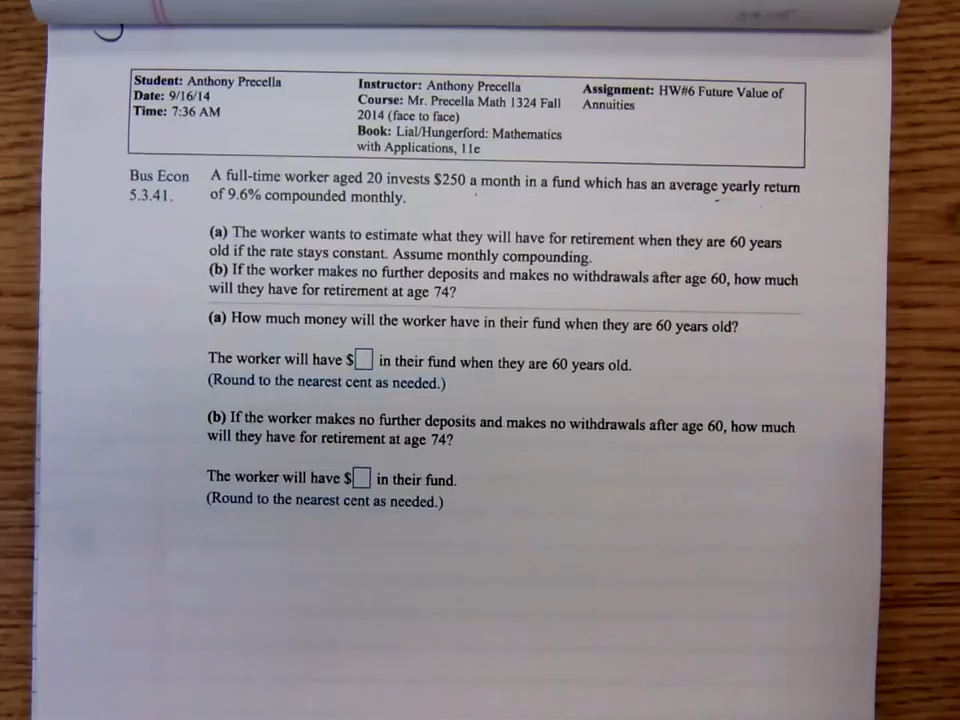 Student: Anthony Precella
Date: 9/16/14
Time: 7:36 AM
Instructor: Anthony Precella
Course: Mr. Precella Math 1324 Fall
2014 (face to face)
Book: Lial/Hungerford: Mathematics
with Applications, 11e
Assignment: HW#6 Future Value of
Annuities
Bus Econ
5.3.41.
A full-time worker aged 20 invests $250 a month in a fund which has an average yearly return
of 9.6% compounded monthly.
(a) The worker wants to estimate what they will have for retirement when they are 60 years
old if the rate stays constant. Assume monthly compounding.
(b) If the worker makes no further deposits and makes no withdrawals after age 60, how much
will they have for retirement at age 74?
(a) How much money will the worker have in their fund when they are 60 years old?
The worker will have $ in their fund when they are 60 years old.
(Round to the nearest cent as needed.)
(b) If the worker makes no further deposits and makes no withdrawals after age 60, how much
will they have for retirement at age 74?
The worker will have $ in their fund.
(Round to the nearest cent as needed.)